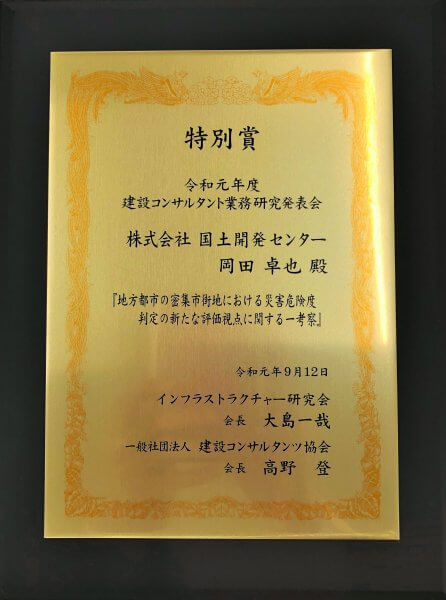 特別賞
令和元年度
建設コンサルタント業務研究発表会
株式会社 国土開発センター
岡田 卓也 殿
『地方都市の密集市街地における災害危険度
判定の新たな評価視点に関する一考察』
令和元年9月12日
インフラストラクチャー研究会
会長 大島一哉
一般社団法人 建設コンサルタンツ協会
会長 高野 登